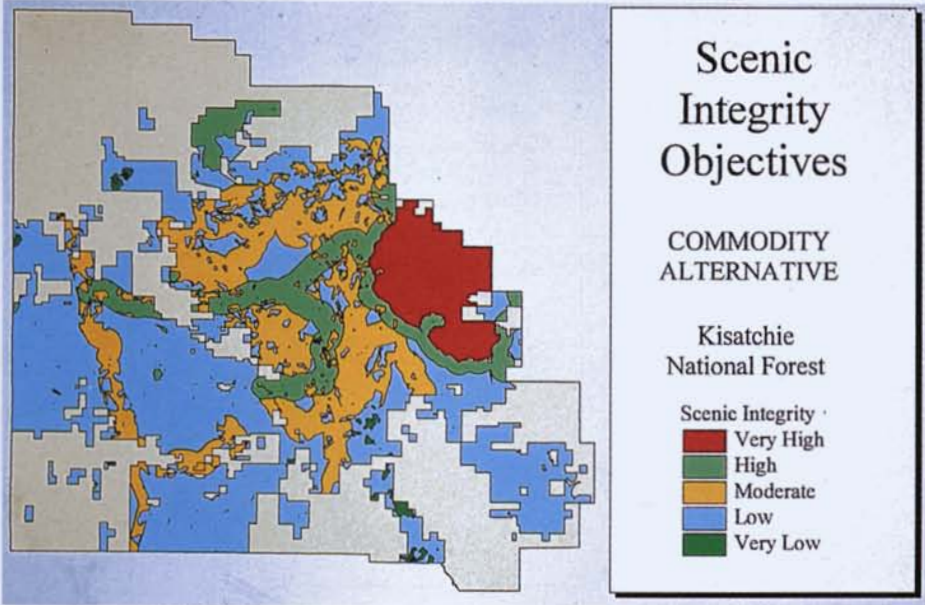 Scenic
Integrity
Objectives
COMMODITY
ALTERNATIVE
Kisatchie
National Forest
Scenic Integrity
Very High
High
Moderate
Low
Very Low